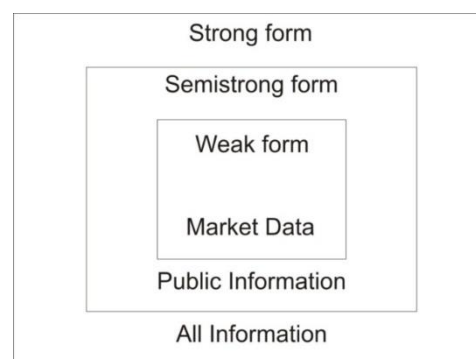 Strong form
Semistrong form
Weak form
Market Data
Public Information
All Information